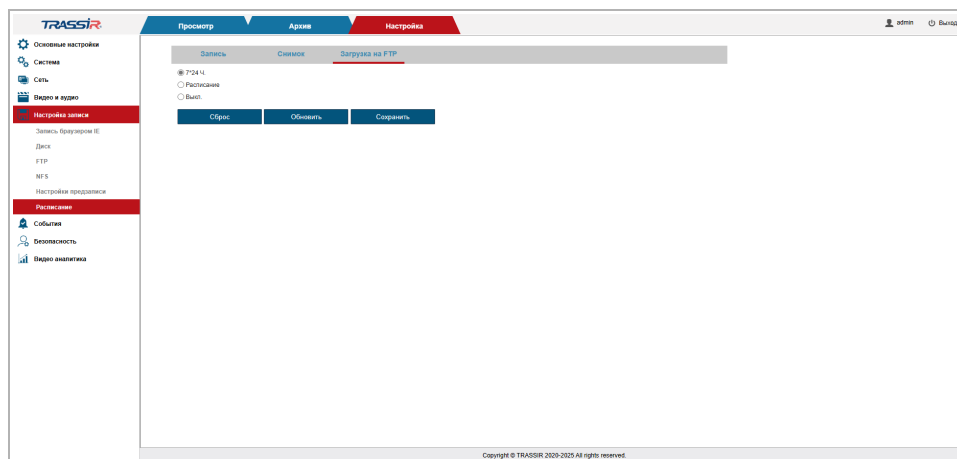 TRASSIR
Просмотр
Архив
Настройка
admin
Выход
Основные настройки
Система
Сеть
Видео и аудио
Настройка записи
Запись браузером IE
Диск
FTP
NFS
Настройки предзаписи
Расписание
События
Безопасность
Видео аналитика
Запись
Снимок
Загрузка на FTP
7*24 Ч.
Расписание
Выкл.
Сброс
Обновить
Сохранить
Copyright © TRASSIR 2020-2025 All rights reserved.